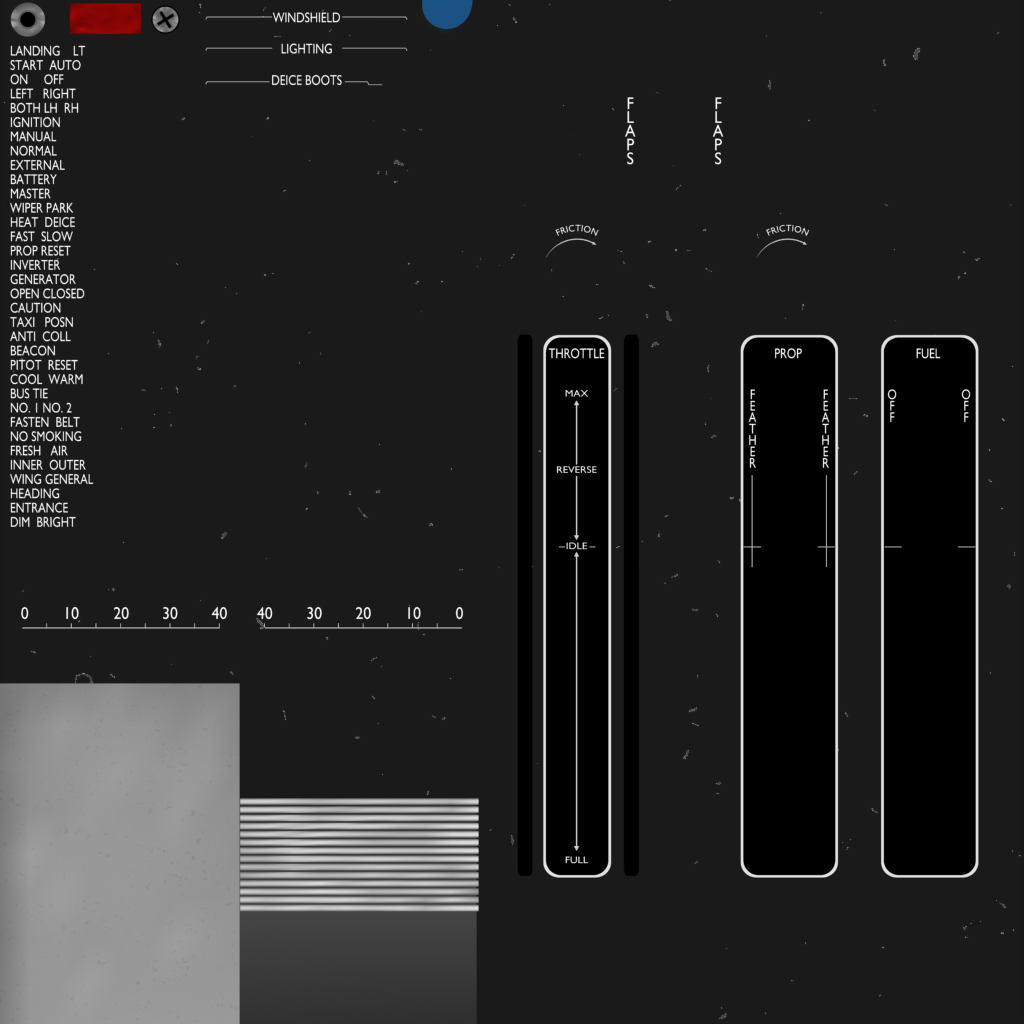 WINDSHIELD
LIGHTING
DEICE BOOTS
LANDING LT
START AUTO
ON OFF
LEFT RIGHT
BOTH LH RH
IGNITION
MANUAL
NORMAL
EXTERNAL
BATTERY
MASTER
WIPER PARK
HEAT DEICE
FAST SLOW
PROP RESET
INVERTER
GENERATOR
OPEN CLOSED
CAUTION
TAXI POSN
ANTI COLL
BEACON
PITOT RESET
COOL WARM
BUS TIE
NO. 1 NO. 2
FASTEN BELT
NO SMOKING
FRESH AIR
INNER OUTER
WING GENERAL
HEADING
ENTRANCE
DIM BRIGHT
0 10 20 30 40
40 30 20 10 0
FLAPS
FLAPS
FRICTION
FRICTION
THROTTLE
MAX
REVERSE
IDLE
FULL
PROP
FEATHER
FEATHER
FUEL
OFF
OFF